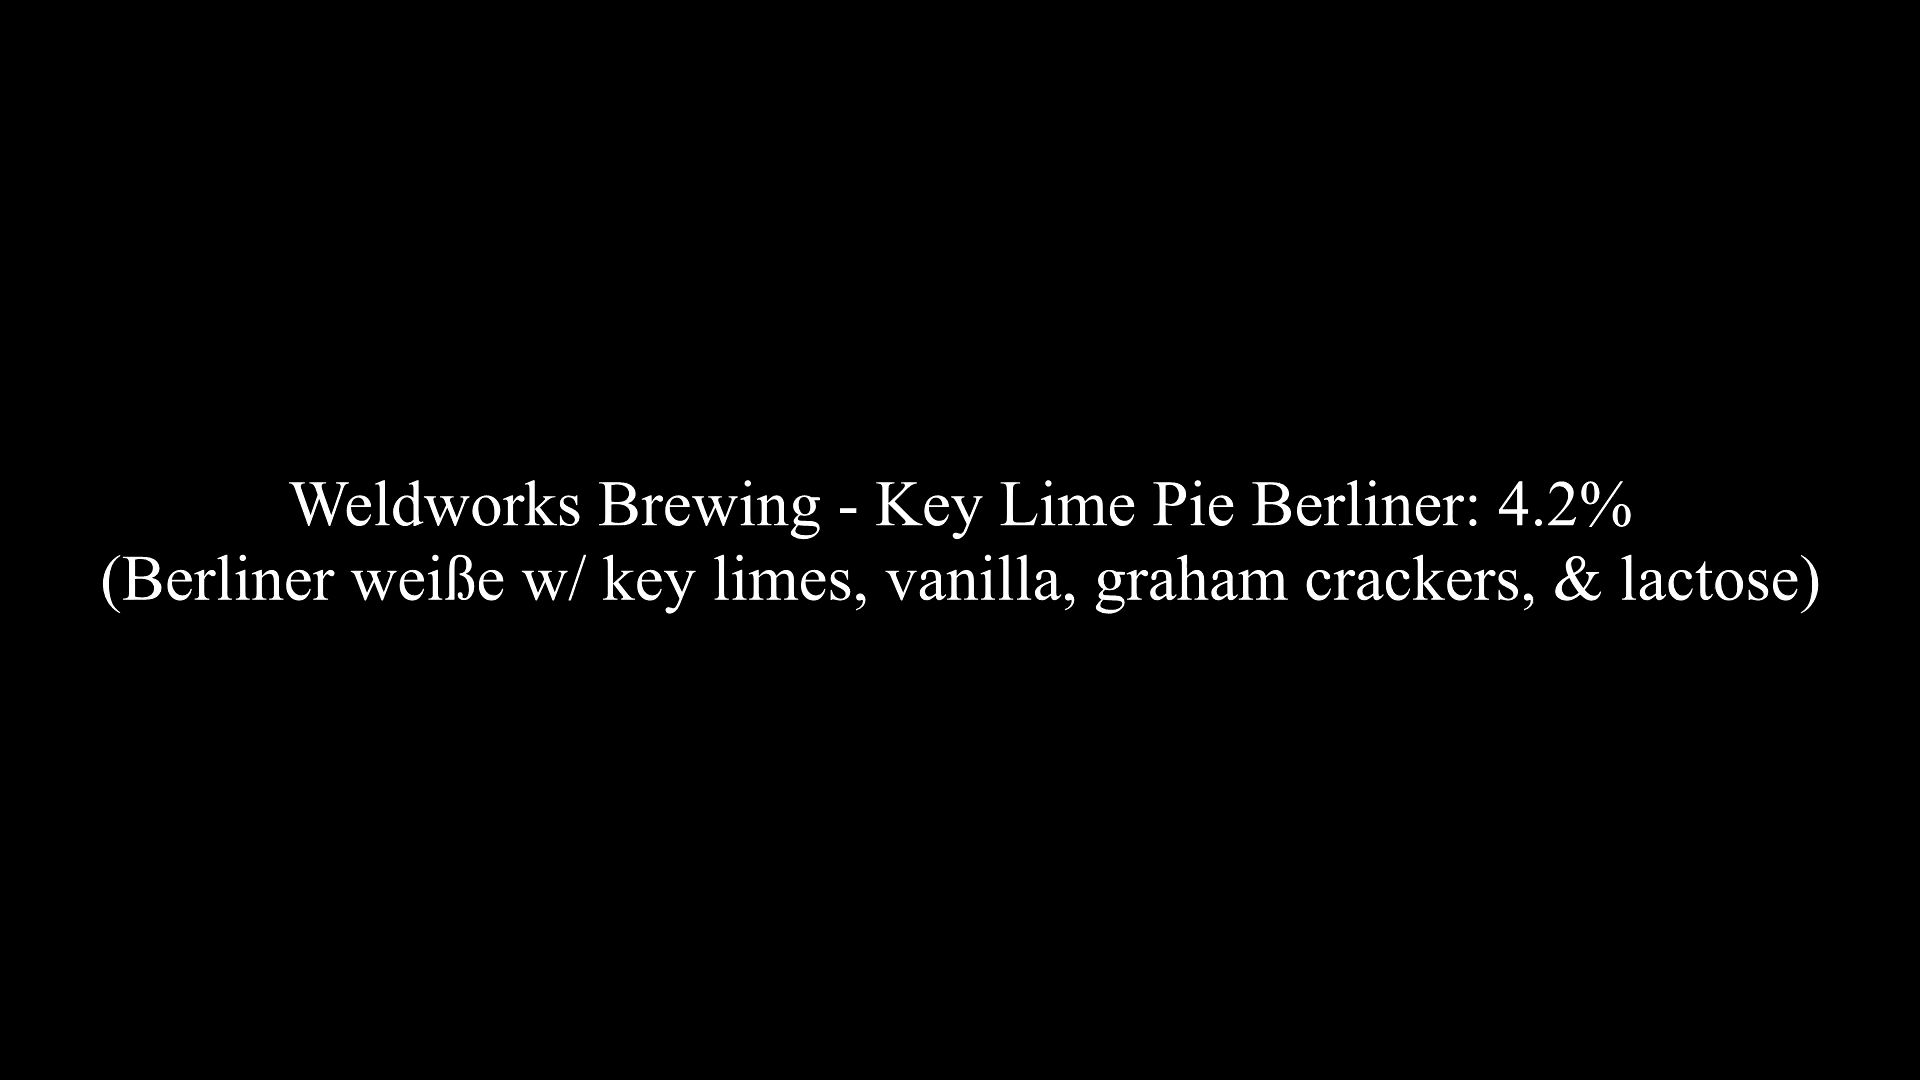 Weldworks Brewing - Key Lime Pie Berliner: 4.2%
(Berliner weiße w/ key limes, vanilla, graham crackers, & lactose)